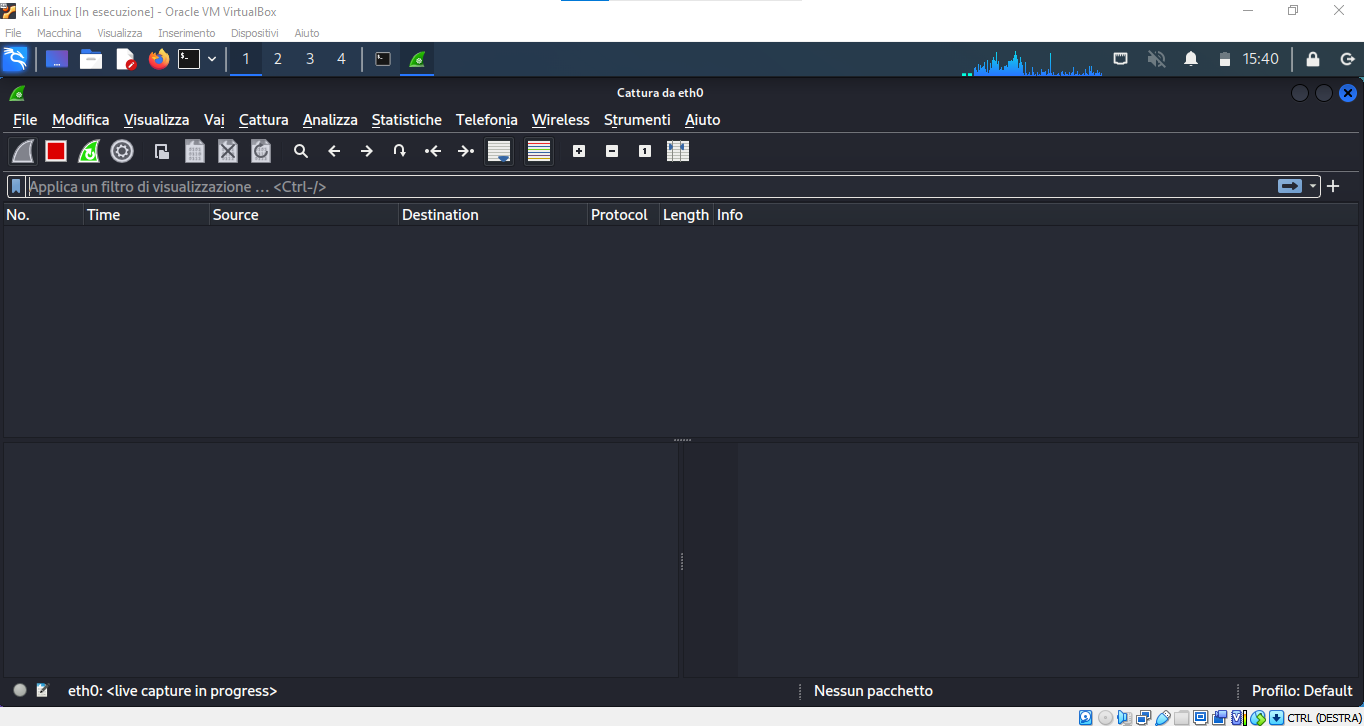 Kali Linux [In esecuzione] - Oracle VM VirtualBox
File Macchina Visualizza Inserimento Dispositivi Aiuto
1 2 3 4 15:40
Cattura da eth0
File Modifica Visualizza Vai Cattura Analizza Statistiche Telefonia Wireless Strumenti Aiuto
Applica un filtro di visualizzazione … <Ctrl-/>
No. Time Source Destination Protocol Length Info
eth0: <live capture in progress> Nessun pacchetto Profilo: Default
CTRL (DESTRA)